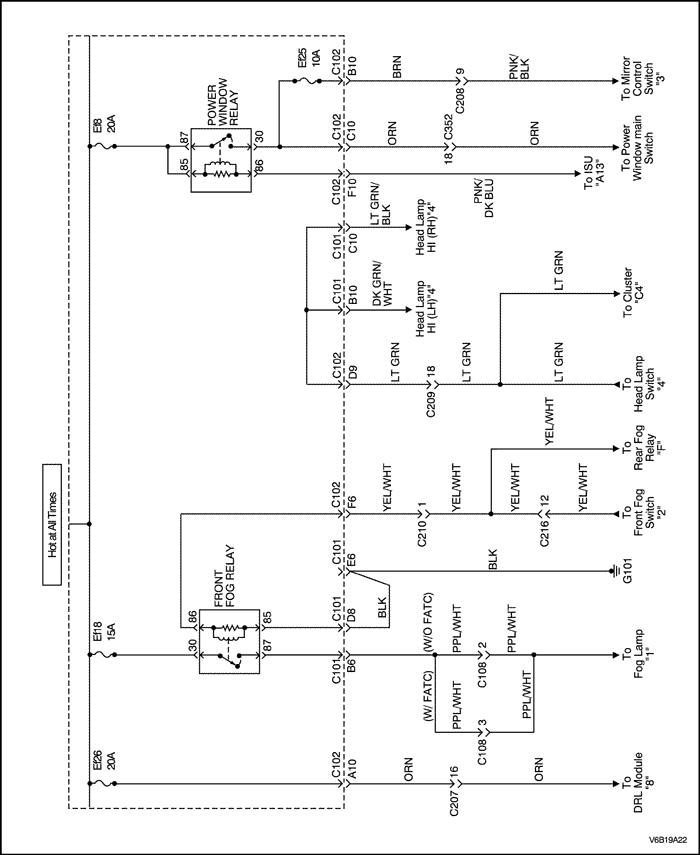 Hot at All Times
Ef26
20A
Ef18
15A
Ef8
20A
Ef25
10A
FRONT
FOG RELAY
30
86
87
85
POWER
WINDOW
RELAY
87
85
30
86
C102
A10
C101
B6
C101
D8
C101
E6
C102
F6
C102
D9
C101
B10
C101
C10
C102
F10
C102
C10
C102
B10
ORN
C207
16
ORN
To
DRL Module
"8"
(W/ FATC)
(W/O FATC)
PPL/WHT
PPL/WHT
C108
3
C108
2
PPL/WHT
PPL/WHT
To
Fog Lamp
"1"
BLK
BLK
G101
YEL/WHT
C210
1
YEL/WHT
YEL/WHT
C216
12
YEL/WHT
YEL/WHT
To
Front Fog
Switch
"2"
To
Rear Fog
Relay
"F"
LT GRN
C209
18
LT GRN
LT GRN
LT GRN
To
Head Lamp
Switch
"4"
To Cluster
"C4"
DK GRN/
WHT
Head Lamp
HI (LH)"4"
LT GRN/
BLK
Head Lamp
HI (RH)"4"
PNK/
DK BLU
To ISU
"A13"
ORN
18
C352
ORN
To Power
Window main
Switch
BRN
C208
9
PNK/
BLK
To Mirror
Control
Switch
"3"
V6B19A22